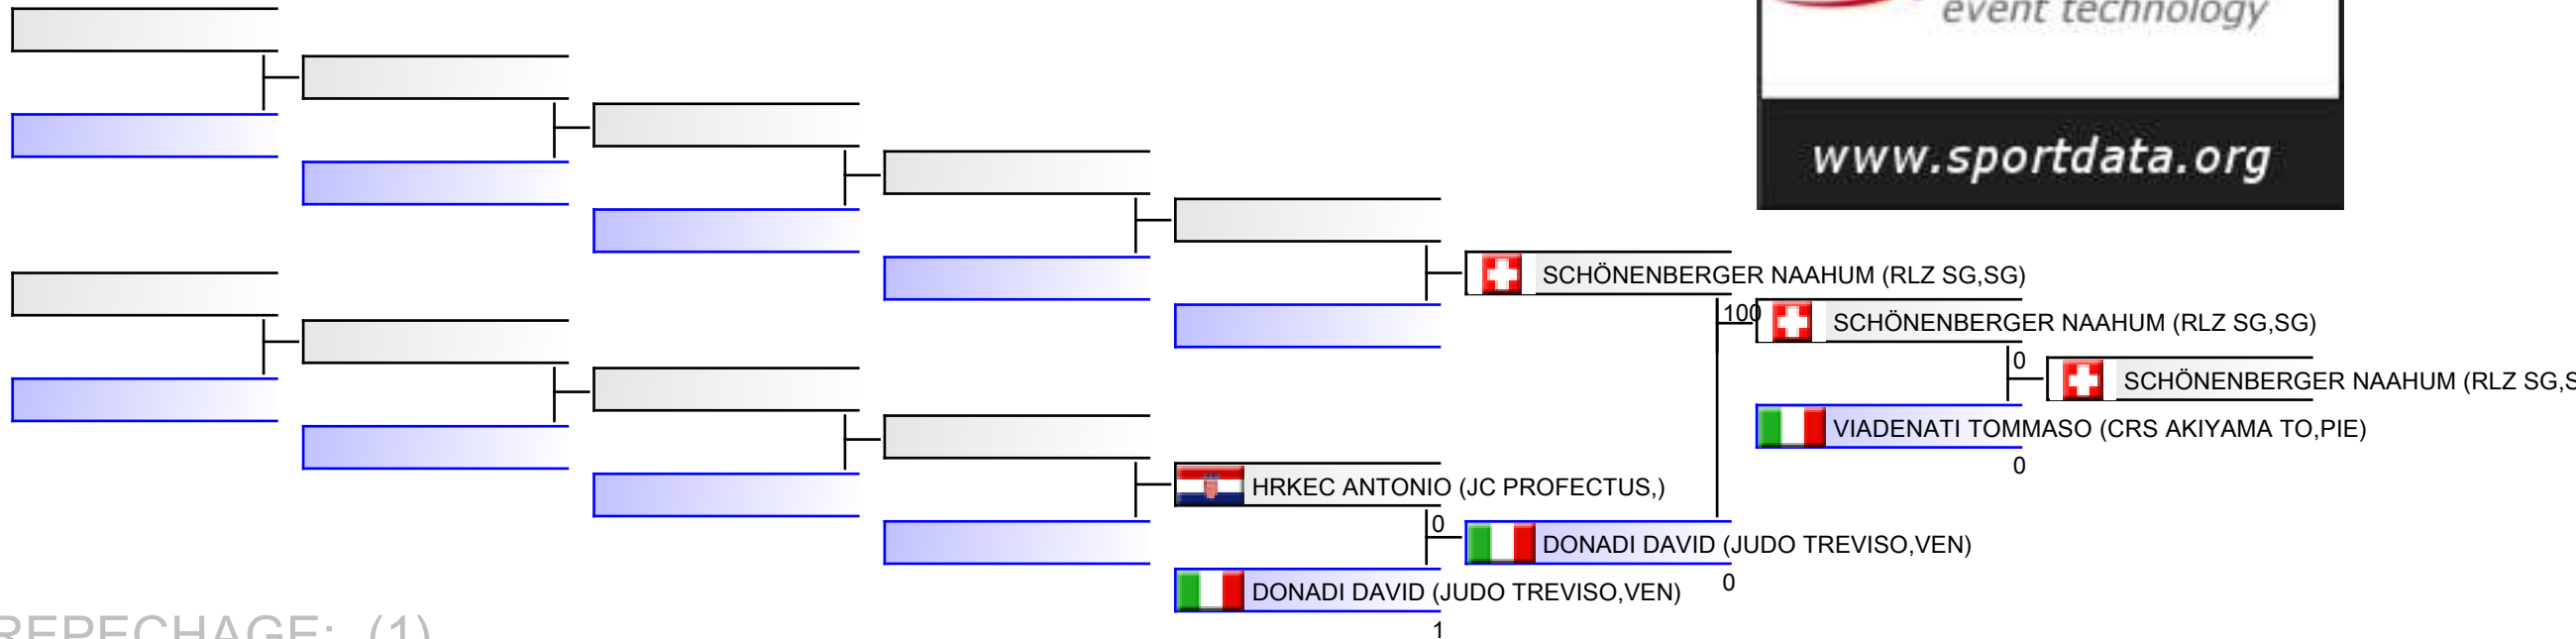 event technology
www.sportdata.org
SCHÖNENBERGER NAAHUM (RLZ SG,SG)
100
SCHÖNENBERGER NAAHUM (RLZ SG,SG)
0
SCHÖNENBERGER NAAHUM (RLZ SG,S
VIADENATI TOMMASO (CRS AKIYAMA TO,PIE)
0
HRKEC ANTONIO (JC PROFECTUS,)
0
DONADI DAVID (JUDO TREVISO,VEN)
0
DONADI DAVID (JUDO TREVISO,VEN)
1
REPECHAGE: (1)